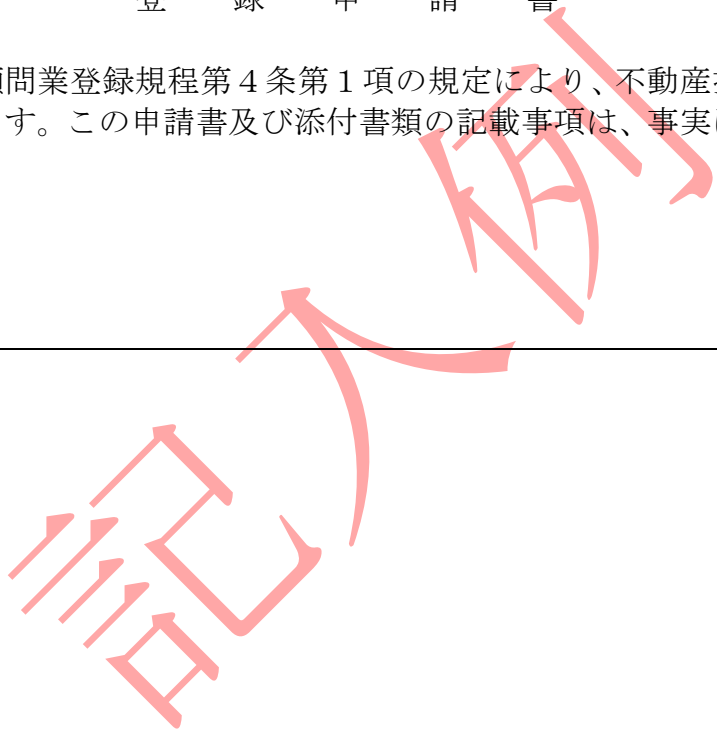 登 録 申 請 書
問業登録規程第４条第１項の規定により、不動産
す。この申請書及び添付書類の記載事項は、事実
記入例